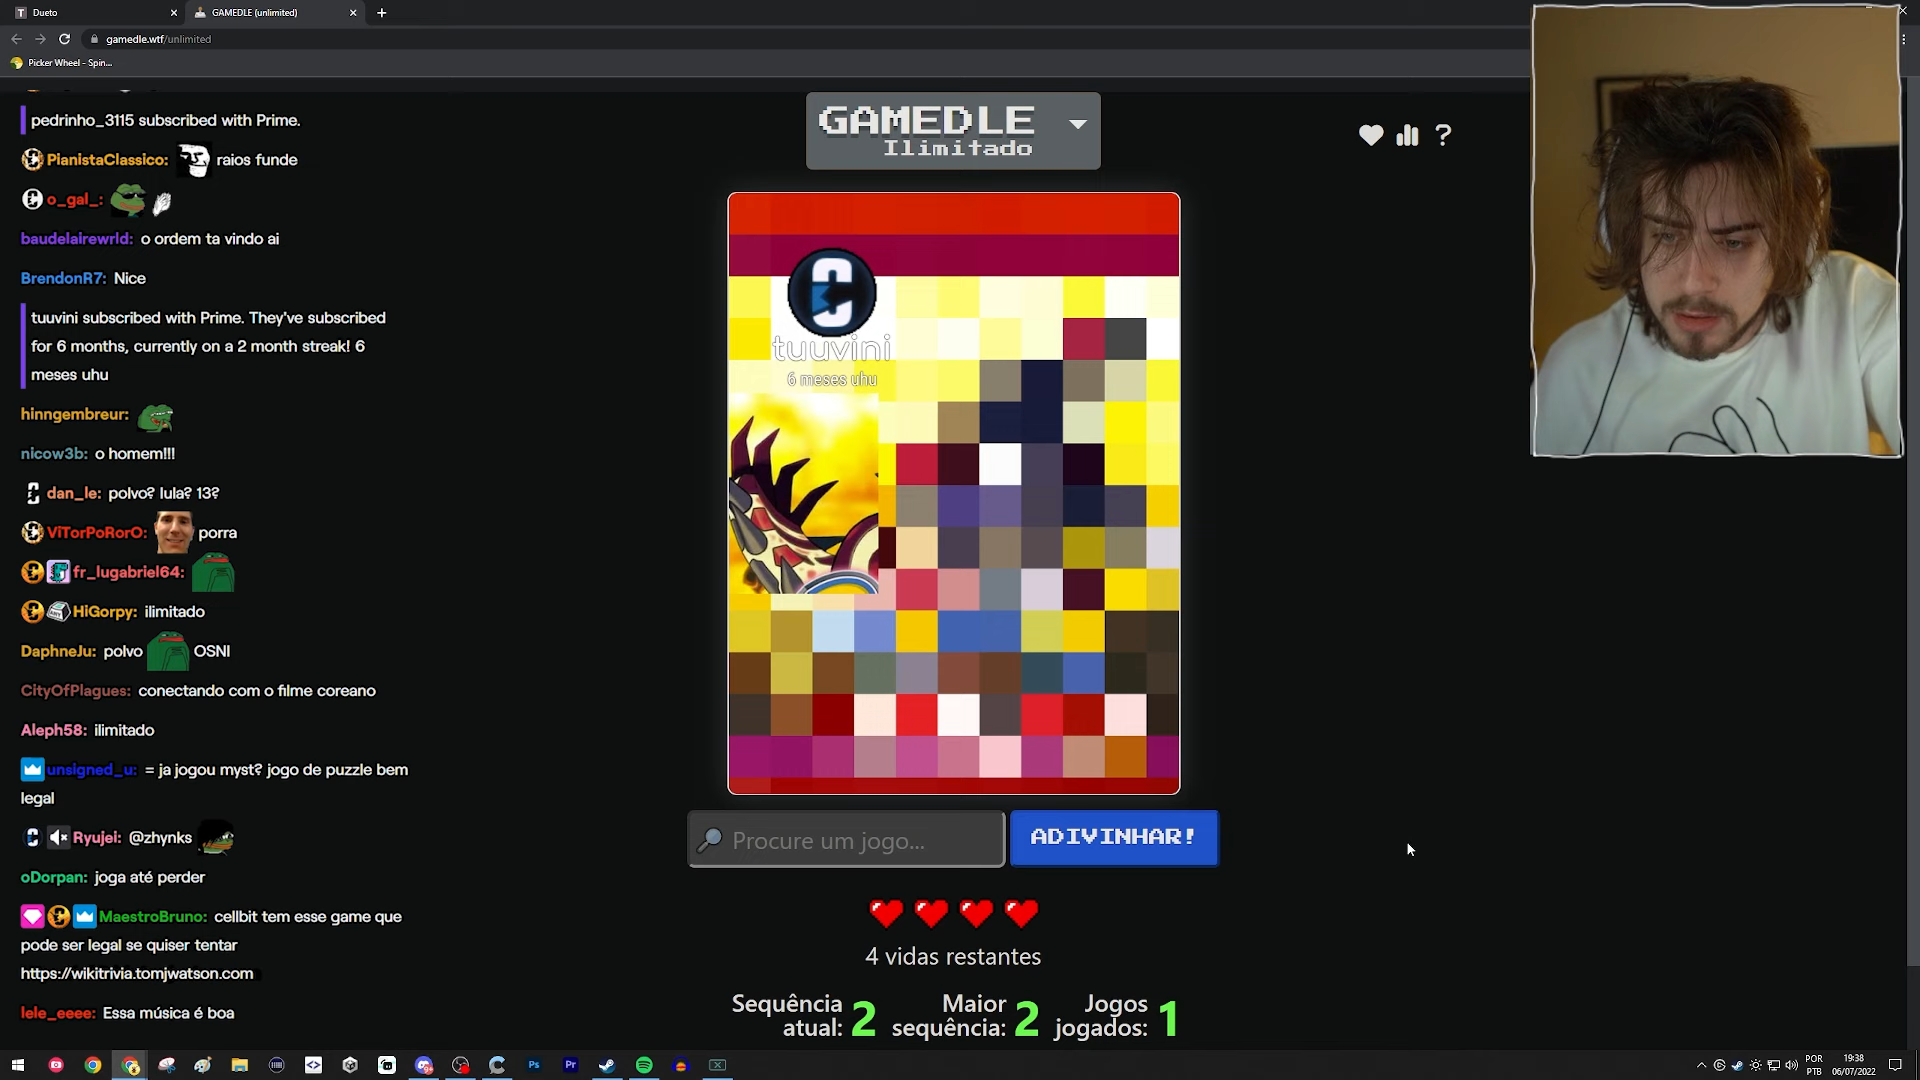 Dueto
GAMEDLE (unlimited)
gamedle.wtf/unlimited
Picker Wheel - Spin...
pedrinho_3115 subscribed with Prime.
PianistaClassico: raios funde
o_gal_:
baudelairewrld: o ordem ta vindo ai
BrendonR7: Nice
tuuvini subscribed with Prime. They've subscribed
for 6 months, currently on a 2 month streak! 6
meses uhu
hinngembreur:
nicow3b: o homem!!!
dan_le: polvo? lula? 13?
ViTorPoRorO: porra
fr_lugabriel64:
HiGorpy: ilimitado
DaphneJu: polvo OSNI
CityOfPlagues: conectando com o filme coreano
Aleph58: ilimitado
unsigned_u: = ja jogou myst? jogo de puzzle bem
legal
Ryujei: @zhynks
oDorpan: joga até perder
MaestroBruno: cellbit tem esse game que
pode ser legal se quiser tentar
https://wikitrivia.tomjwatson.com
lele_eeee: Essa música é boa
GAMEDLE
Ilimitado
?
tuuvini
6 meses uhu
Procure um jogo...
ADIVINHAR!
4 vidas restantes
Sequência
atual: 2
Maior
sequência: 2
Jogos
jogados: 1
Ps
Pr
POR
PTB
19:38
06/07/2022